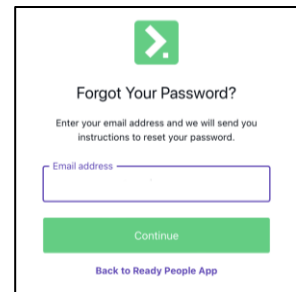 Forgot Your Password?
Enter your email address and we will send you
instructions to reset your password.
Email address
Continue
Back to Ready People App